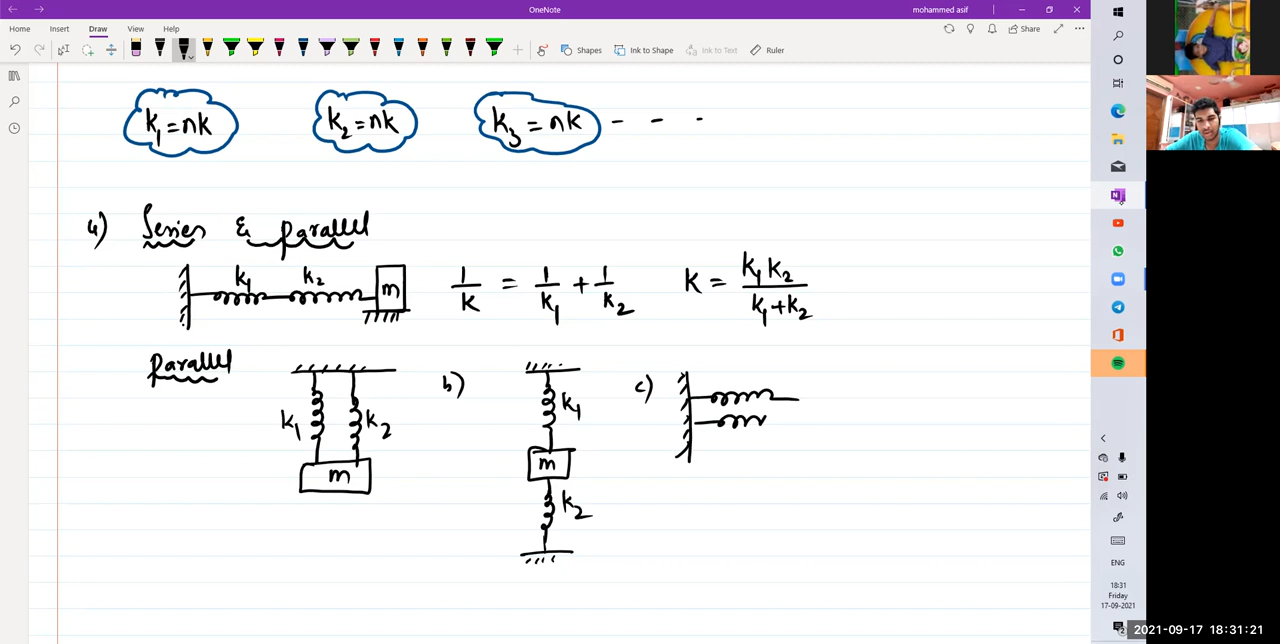 OneNote
mohammed asif
Home Insert Draw View Help
Share
Shapes Ink to Shape Ink to Text Ruler
k₁ = nk k₂ = nk k₃ = nk - - -
4) Series & parallel
k₁ k₂ m 1/K = 1/k₁ + 1/k₂ K = k₁k₂/k₁+k₂
Parallel
k₁ k₂ m
b) k₁ m k₂
c)
ENG
18:31
Friday
17-09-2021
2021-09-17 18:31:21